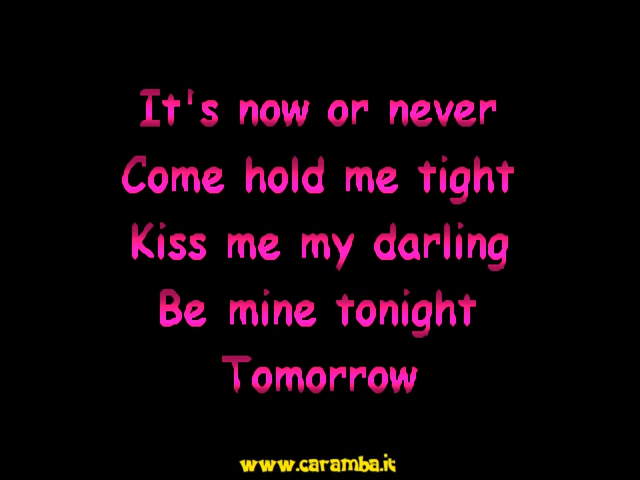 It's now or never
Come hold me tight
Kiss me my darling
Be mine tonight
Tomorrow
www.caramba.it